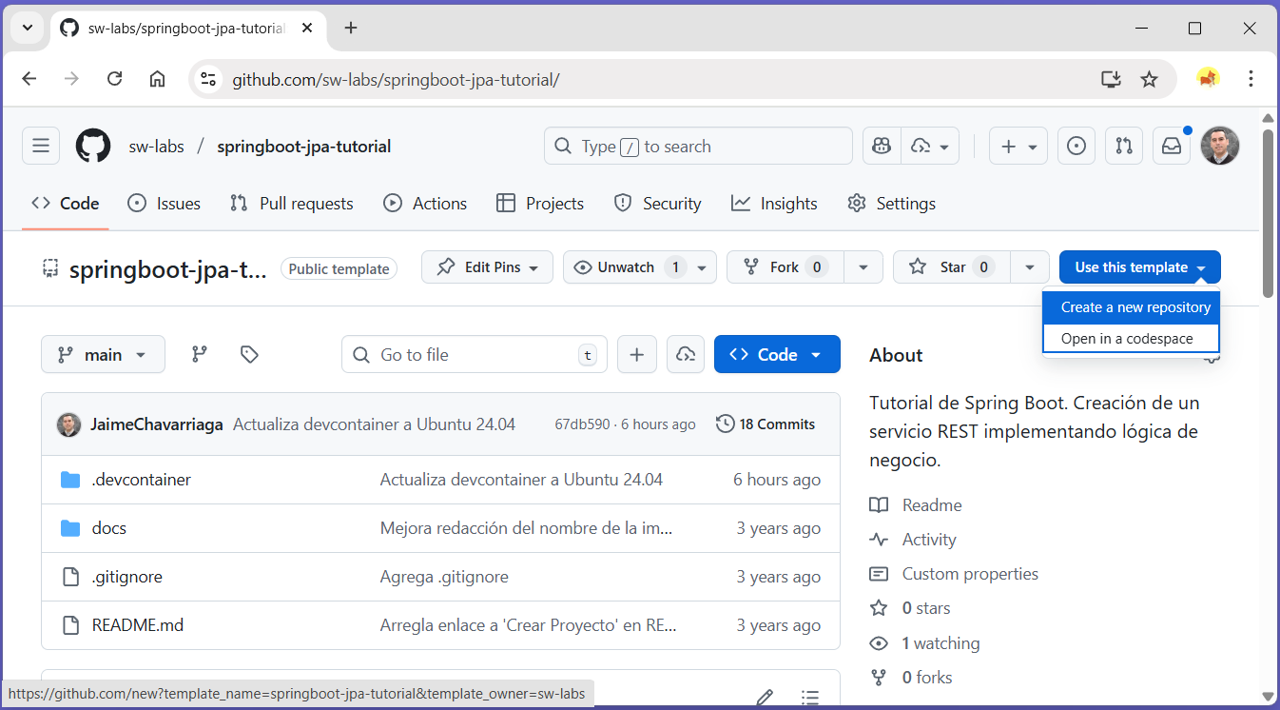 sw-labs/springboot-jpa-tutorial
github.com/sw-labs/springboot-jpa-tutorial/
sw-labs / springboot-jpa-tutorial
Type / to search
Code Issues Pull requests Actions Projects Security Insights Settings
springboot-jpa-t... Public template Edit Pins Unwatch 1 Fork 0 Star 0 Use this template
Create a new repository
Open in a codespace
main Go to file t Code
About
Tutorial de Spring Boot. Creación de un
servicio REST implementando lógica de
negocio.
JaimeChavarriaga Actualiza devcontainer a Ubuntu 24.04 67db590 · 6 hours ago 18 Commits
.devcontainer Actualiza devcontainer a Ubuntu 24.04 6 hours ago
docs Mejora redacción del nombre de la im... 3 years ago
.gitignore Agrega .gitignore 3 years ago
README.md Arregla enlace a 'Crear Proyecto' en RE... 3 years ago
Readme
Activity
Custom properties
0 stars
1 watching
0 forks
https://github.com/new?template_name=springboot-jpa-tutorial&template_owner=sw-labs